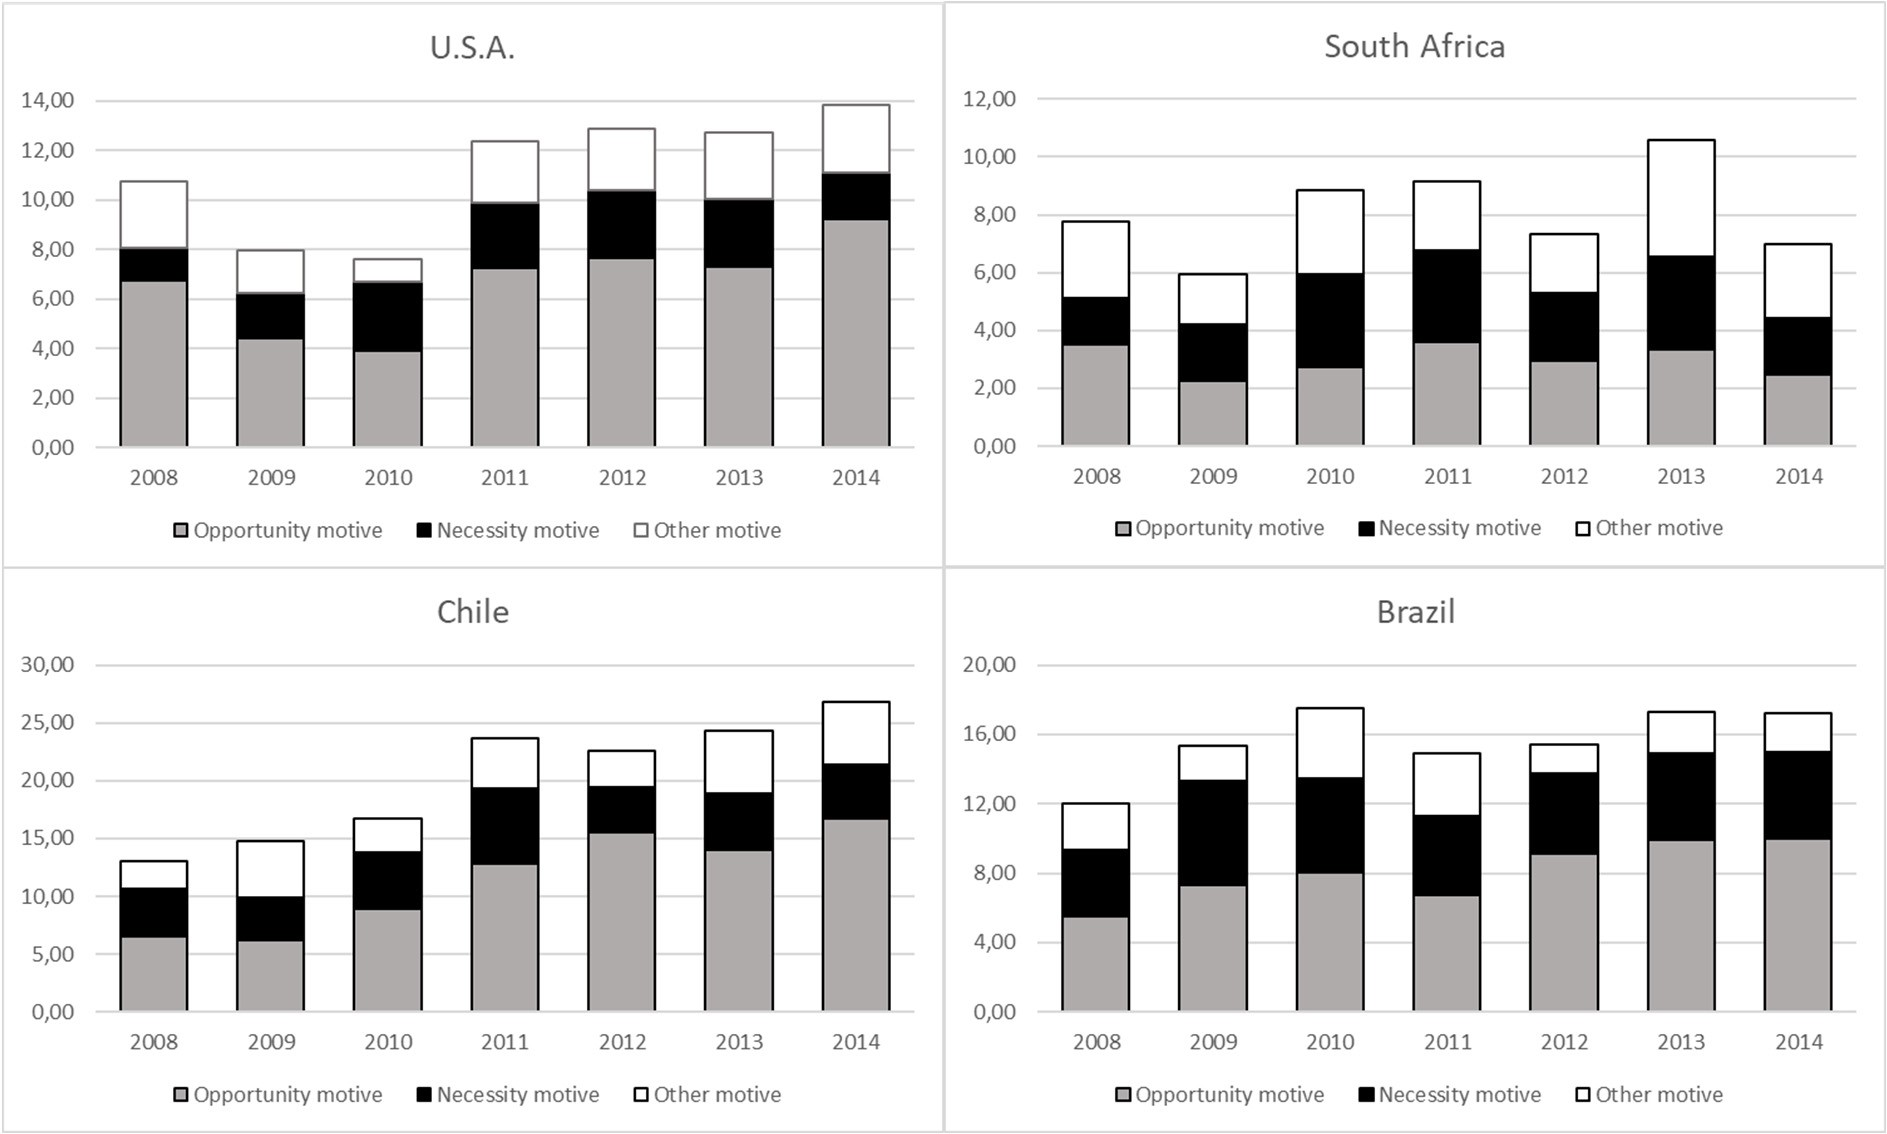 U.S.A.
14,00
12,00
10,00
8,00
6,00
4,00
2,00
0,00
2008 2009 2010 2011 2012 2013 2014
Opportunity motive Necessity motive Other motive
South Africa
12,00
10,00
8,00
6,00
4,00
2,00
0,00
2008 2009 2010 2011 2012 2013 2014
Opportunity motive Necessity motive Other motive
Chile
30,00
25,00
20,00
15,00
10,00
5,00
0,00
2008 2009 2010 2011 2012 2013 2014
Opportunity motive Necessity motive Other motive
Brazil
20,00
16,00
12,00
8,00
4,00
0,00
2008 2009 2010 2011 2012 2013 2014
Opportunity motive Necessity motive Other motive